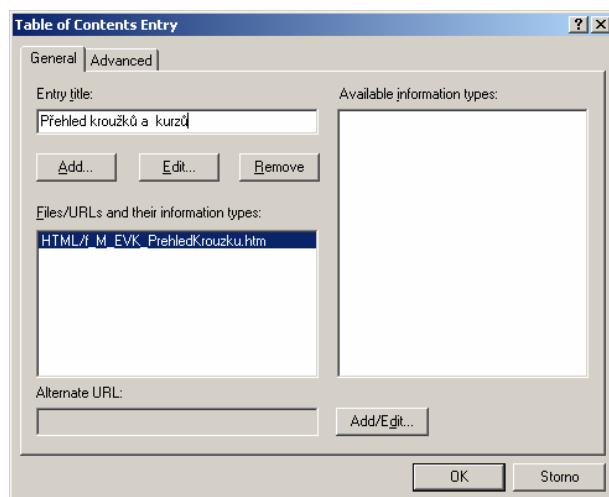 Table of Contents Entry
General Advanced
Entry title:
Přehled kroužků a  kurzů
Add... Edit... Remove
Files/URLs and their information types:
HTML/f_M_EVK_PrehledKrouzku.htm
Alternate URL:
Available information types:
Add/Edit...
OK Storno